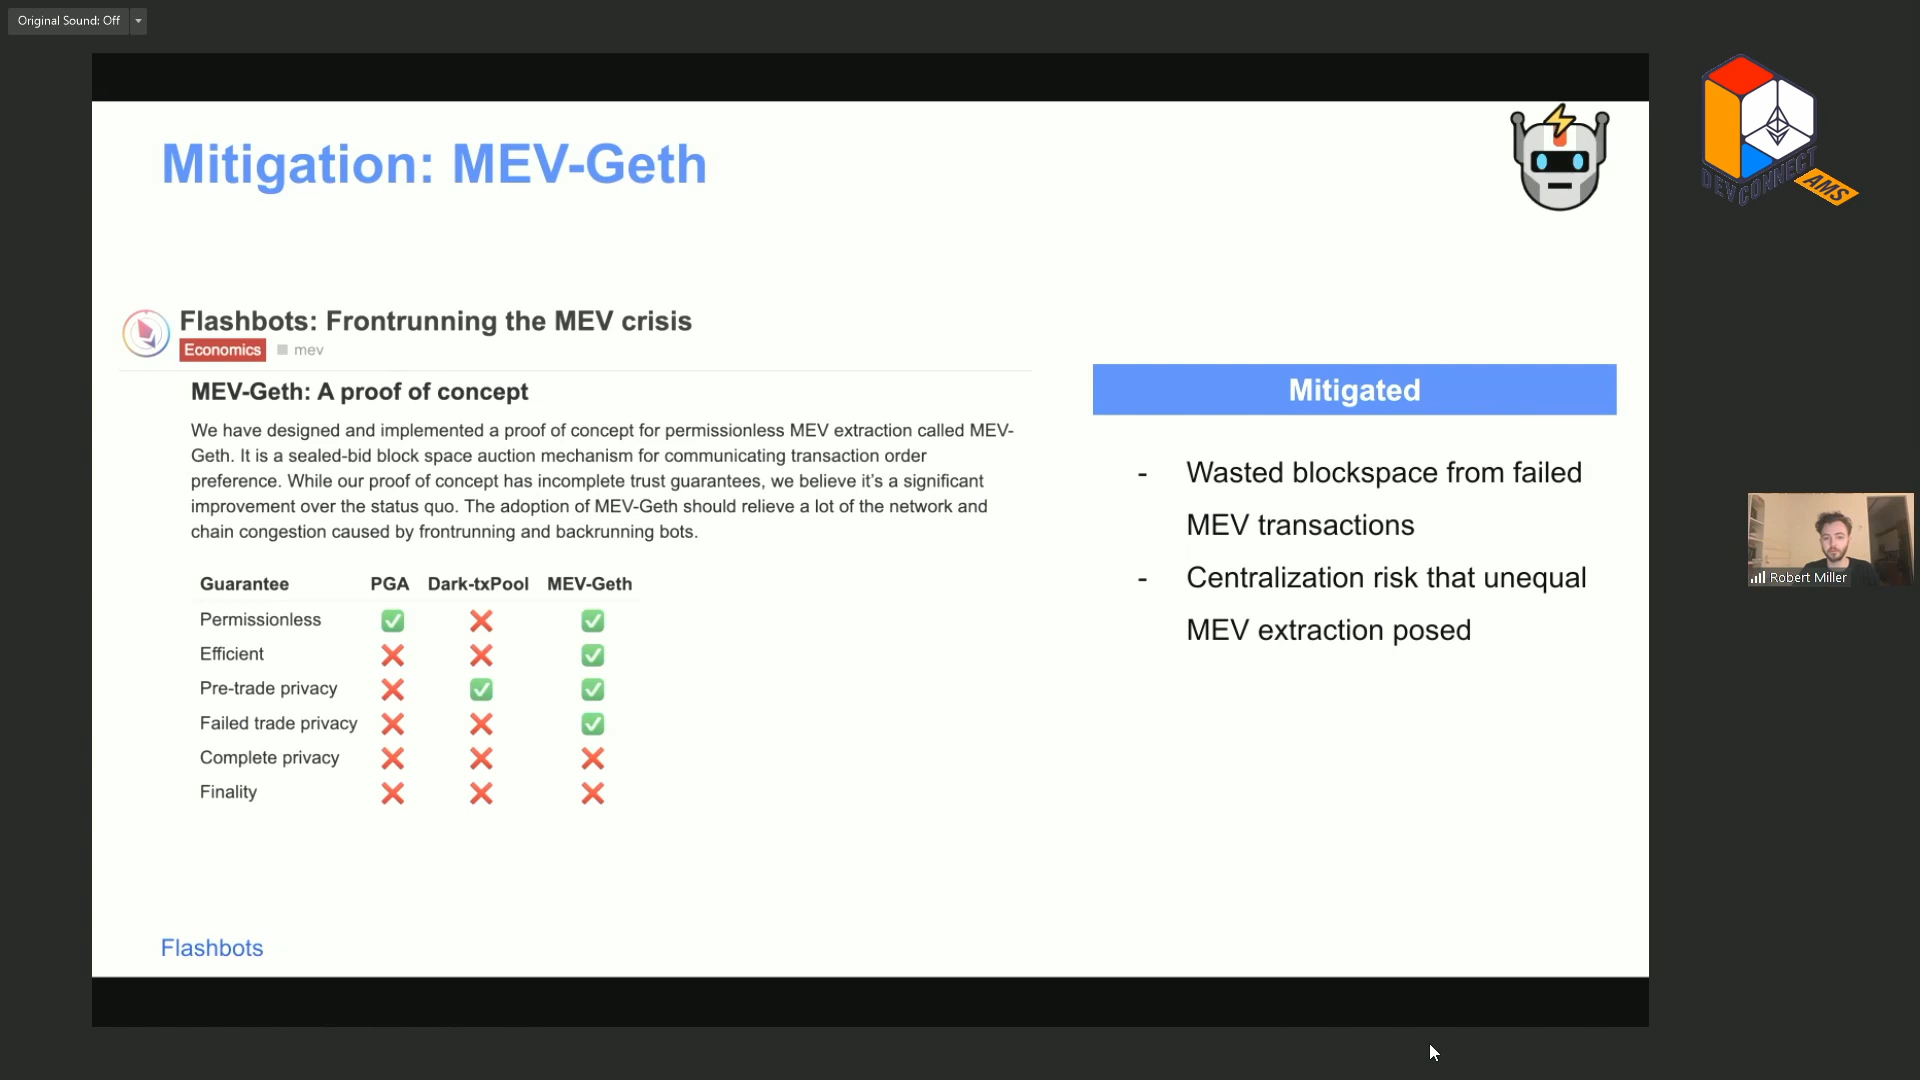 Original Sound: Off
Mitigation: MEV-Geth
DEVCONNECT
AMS
Flashbots: Frontrunning the MEV crisis
Economics mev
MEV-Geth: A proof of concept
We have designed and implemented a proof of concept for permissionless MEV extraction called MEV-
Geth. It is a sealed-bid block space auction mechanism for communicating transaction order
preference. While our proof of concept has incomplete trust guarantees, we believe it's a significant
improvement over the status quo. The adoption of MEV-Geth should relieve a lot of the network and
chain congestion caused by frontrunning and backrunning bots.
Guarantee PGA Dark-txPool MEV-Geth
Permissionless ✅ ❌ ✅
Efficient ❌ ❌ ✅
Pre-trade privacy ❌ ✅ ✅
Failed trade privacy ❌ ❌ ✅
Complete privacy ❌ ❌ ❌
Finality ❌ ❌ ❌
Mitigated
- Wasted blockspace from failed
MEV transactions
- Centralization risk that unequal
MEV extraction posed
Robert Miller
Flashbots